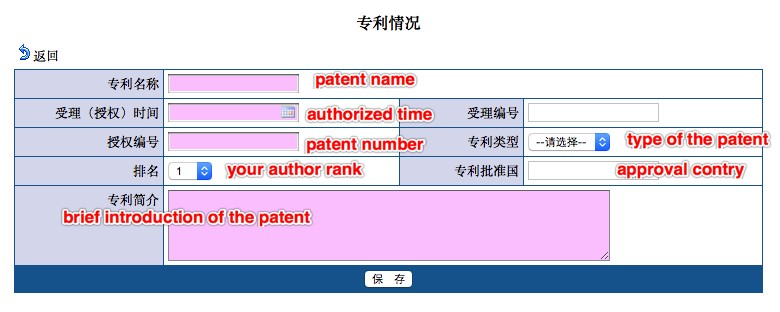 专利情况
返回
专利名称 patent name
受理（授权）时间 authorized time 受理编号
授权编号 patent number 专利类型 --请选择-- type of the patent
排名 1 your author rank 专利批准国 approval contry
专利简介
brief introduction of the patent
保 存